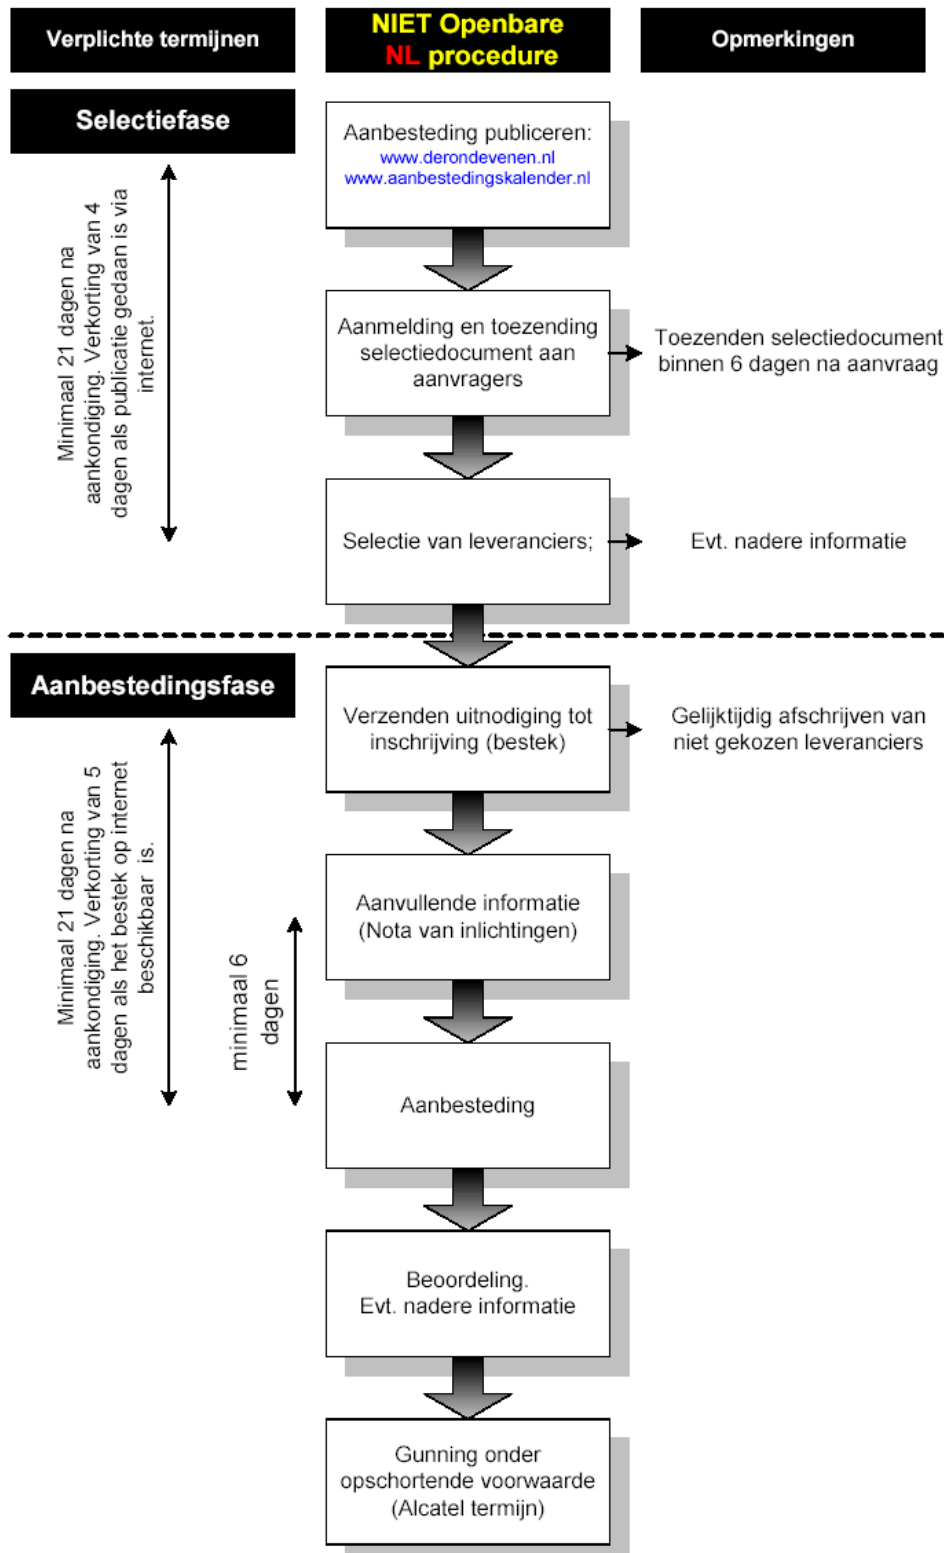 Verplichte termijnen
NIET Openbare
NL procedure
Opmerkingen
Selectiefase
Minimaal 21 dagen na
aankondiging. Verkorting van 4
dagen als publicatie gedaan is via
internet.
Aanbesteding publiceren:
www.derondevenen.nl
www.aanbestedingskalender.nl
Aanmelding en toezending
selectiedocument aan
aanvragers
Toezenden selectiedocument
binnen 6 dagen na aanvraag
Selectie van leveranciers;
Evt. nadere informatie
Aanbestedingsfase
Minimaal 21 dagen na
aankondiging. Verkorting van 5
dagen als het bestek op internet
beschikbaar is.
Verzenden uitnodiging tot
inschrijving (bestek)
Gelijktijdig afschrijven van
niet gekozen leveranciers
Aanvullende informatie
(Nota van inlichtingen)
minimaal 6
dagen
Aanbesteding
Beoordeling.
Evt. nadere informatie
Gunning onder
opschortende voorwaarde
(Alcatel termijn)